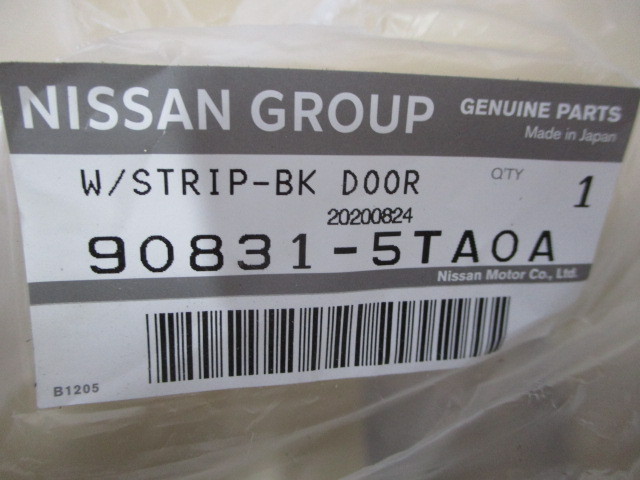 NISSAN GROUP
GENUINE PARTS
Made in Japan
W/STRIP-BK DOOR
Q'TY 1
20200824
90831-5TA0A
Nissan Motor Co., Ltd.
B1205